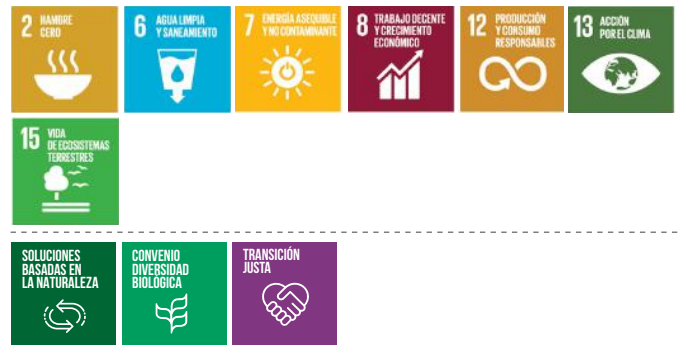 2 HAMBRE
CERO
6 AGUA LIMPIA
Y SANEAMIENTO
7 ENERGÍA ASEQUIBLE
Y NO CONTAMINANTE
8 TRABAJO DECENTE
Y CRECIMIENTO
ECONÓMICO
12 PRODUCCIÓN
Y CONSUMO
RESPONSABLES
13 ACCIÓN
POR EL CLIMA
15 VIDA
DE ECOSISTEMAS
TERRESTRES
SOLUCIONES
BASADAS EN
LA NATURALEZA
CONVENIO
DIVERSIDAD
BIOLÓGICA
TRANSICIÓN
JUSTA